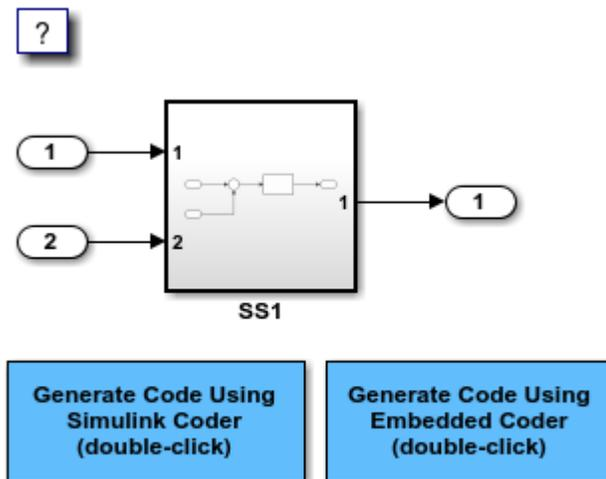 ?
1
1
2
2
1
1
SS1
Generate Code Using
Simulink Coder
(double-click)
Generate Code Using
Embedded Coder
(double-click)